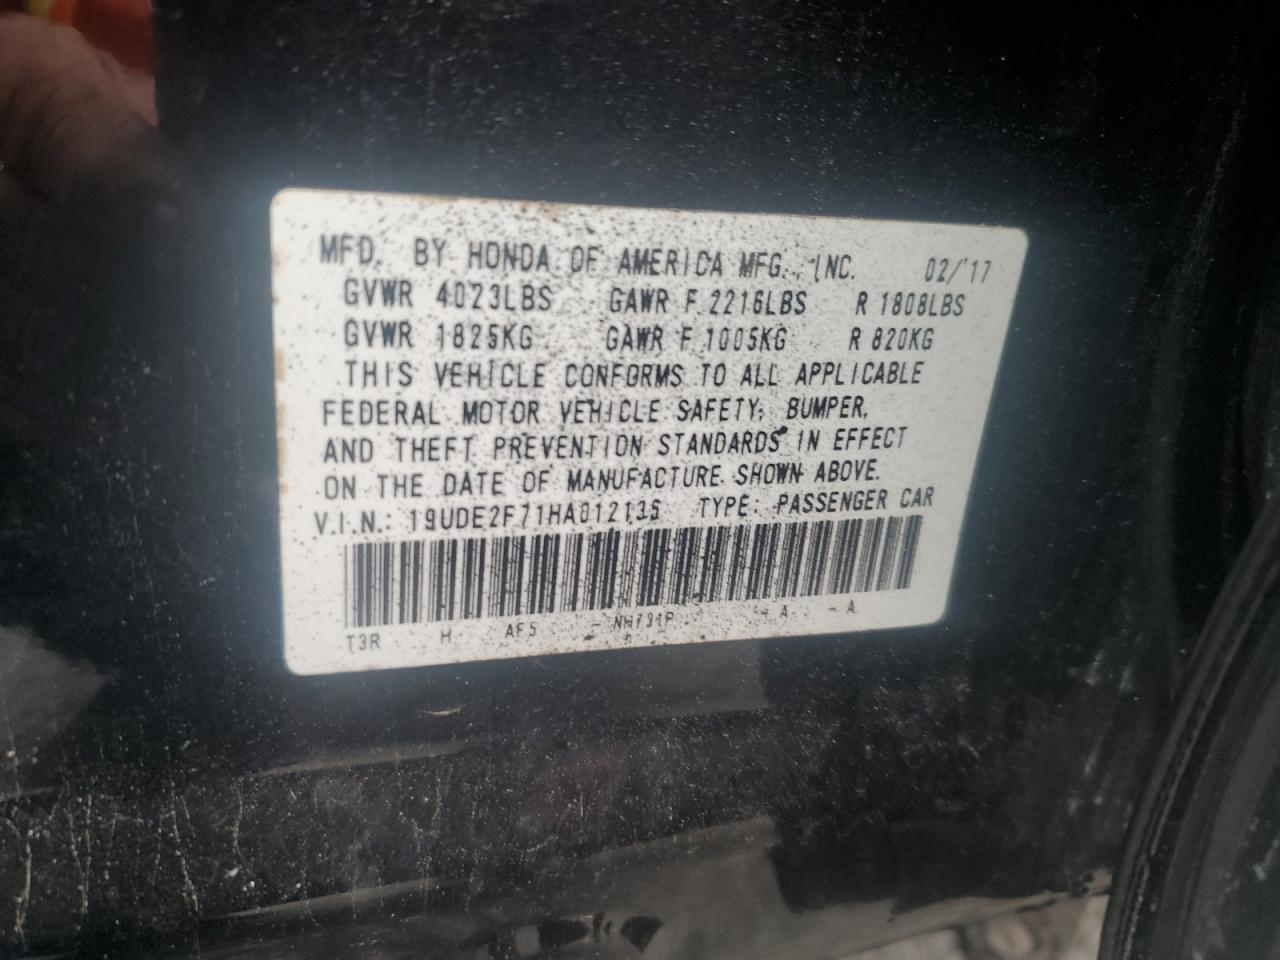 MFD. BY HONDA OF AMERICA MFG., INC. 02/'17
GVWR 4023LBS GAWR F 2216LBS R 1808LBS
GVWR 1825KG GAWR F 1005KG R 820KG
THIS VEHICLE CONFORMS TO ALL APPLICABLE
FEDERAL MOTOR VEHICLE SAFETY, BUMPER,
AND THEFT PREVENTION STANDARDS IN EFFECT
ON THE DATE OF MANUFACTURE SHOWN ABOVE.
V.I.N.: 19UDE2F71HA012135 TYPE: PASSENGER CAR
T3R H AF5 - NH731P - A - A